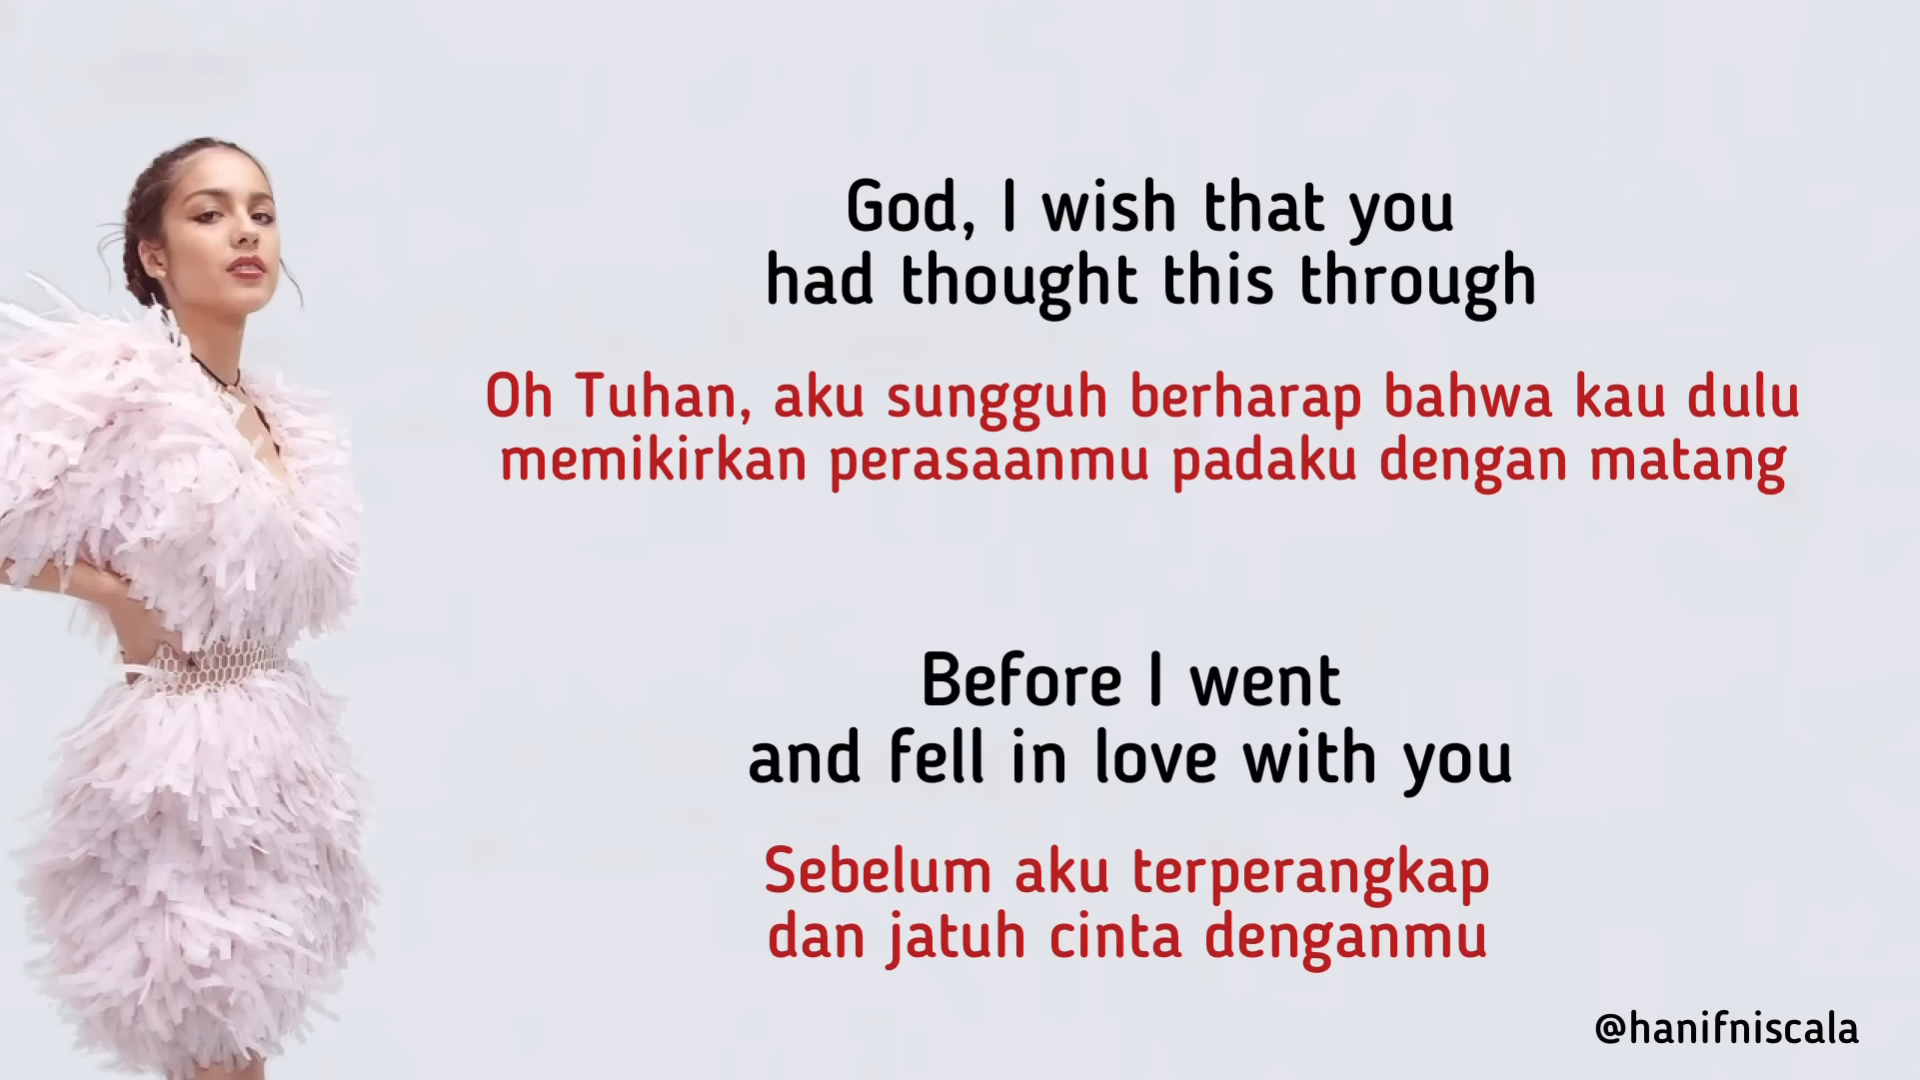 God, I wish that you
had thought this through
Oh Tuhan, aku sungguh berharap bahwa kau dulu
memikirkan perasaanmu padaku dengan matang
Before I went
and fell in love with you
Sebelum aku terperangkap
dan jatuh cinta denganmu
@hanifniscala